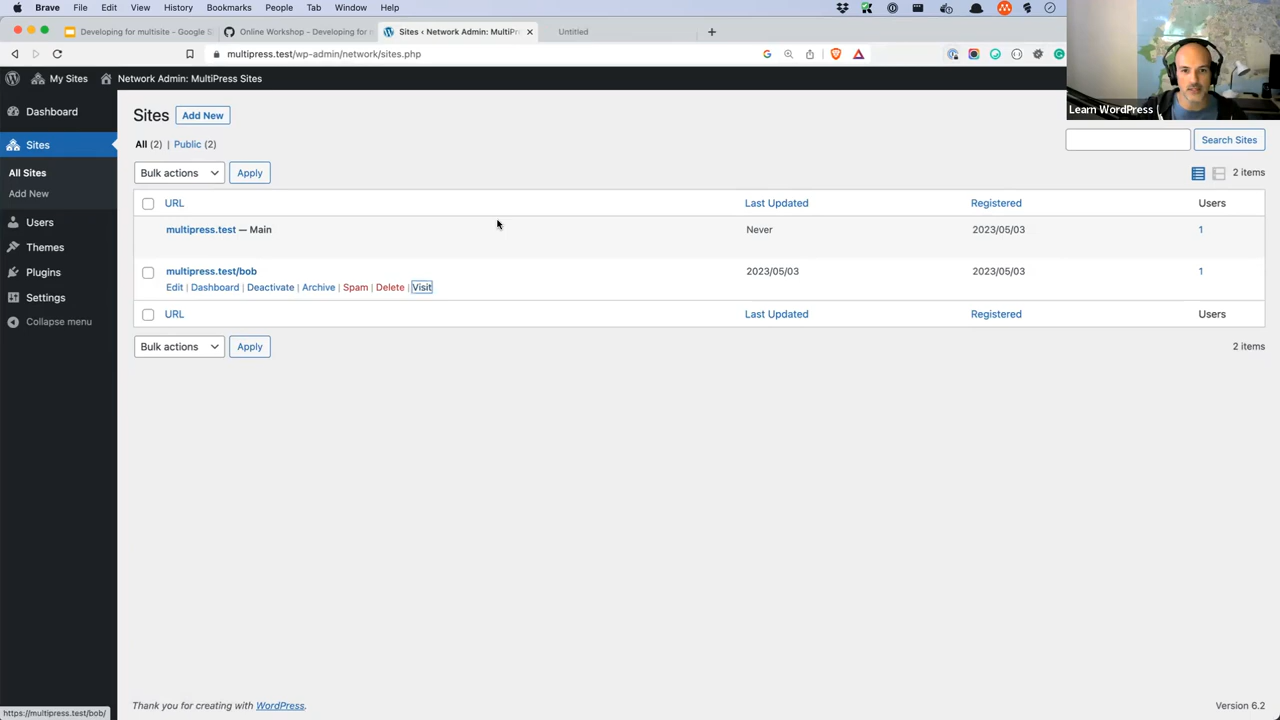 Brave File Edit View History Bookmarks People Tab Window Help
Developing for multisite - Google S
Online Workshop - Developing for m
Sites ‹ Network Admin: MultiPr
Untitled
multipress.test/wp-admin/network/sites.php
My Sites Network Admin: MultiPress Sites
Learn WordPress
Dashboard
Sites
All Sites
Add New
Users
Themes
Plugins
Settings
Collapse menu
Sites Add New
All (2) | Public (2)
Search Sites
Bulk actions Apply 2 items
URL Last Updated Registered Users
multipress.test — Main Never 2023/05/03 1
multipress.test/bob 2023/05/03 2023/05/03 1
Edit | Dashboard | Deactivate | Archive | Spam | Delete | Visit
URL Last Updated Registered Users
Bulk actions Apply 2 items
Thank you for creating with WordPress. Version 6.2
https://multipress.test/bob/